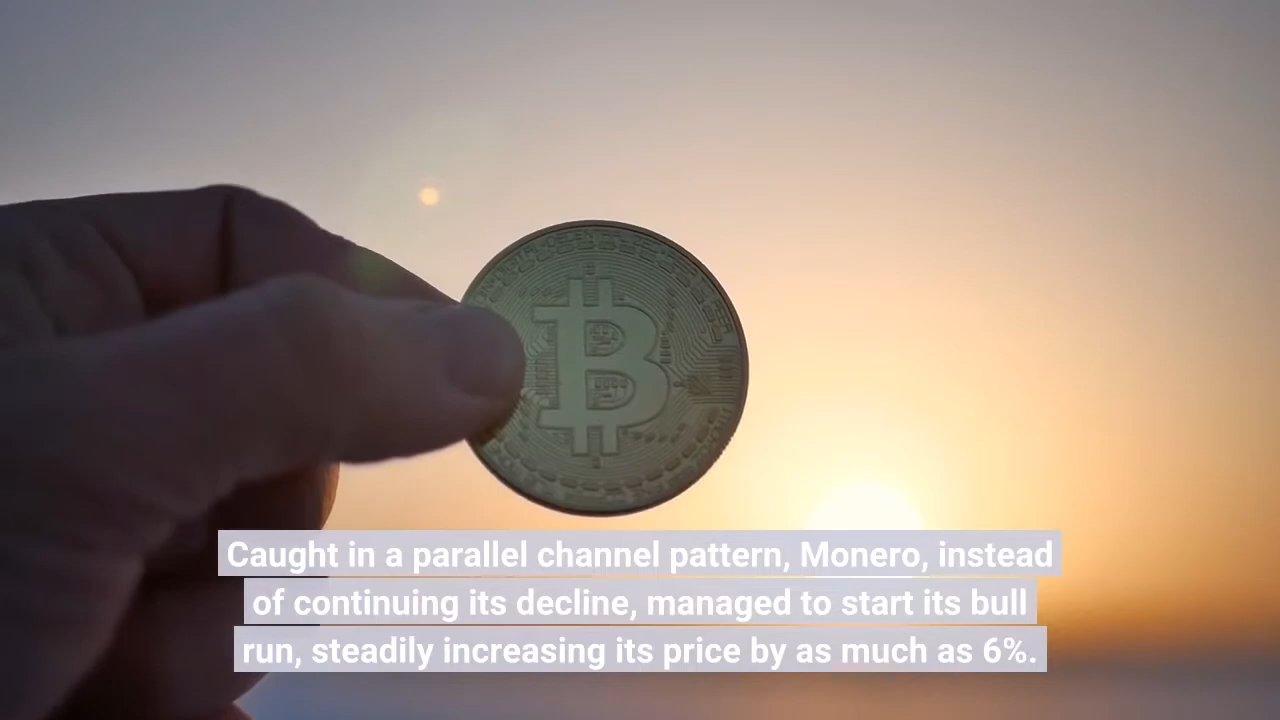 Caught in a parallel channel pattern, Monero, instead
of continuing its decline, managed to start its bull
run, steadily increasing its price by as much as 6%.